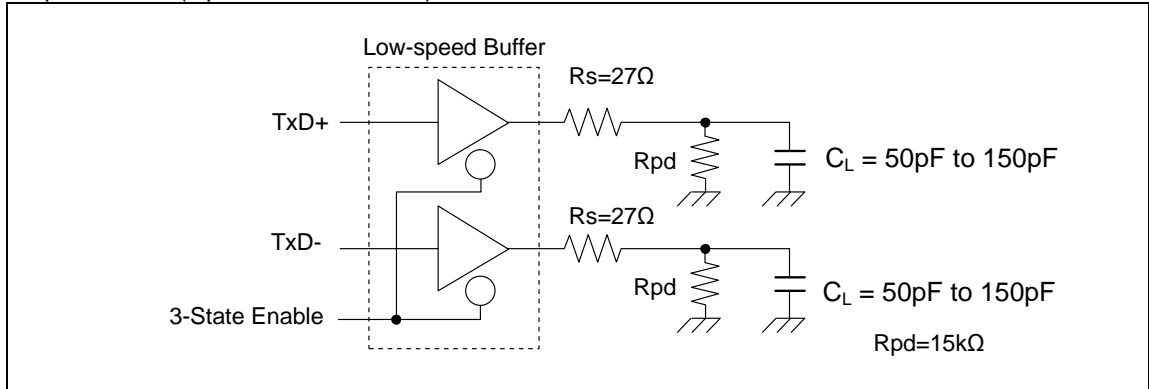 Low-speed Buffer
Rs=27Ω
TxD+
Rpd
C_L = 50pF to 150pF
Rs=27Ω
TxD-
Rpd
C_L = 50pF to 150pF
3-State Enable
Rpd=15kΩ